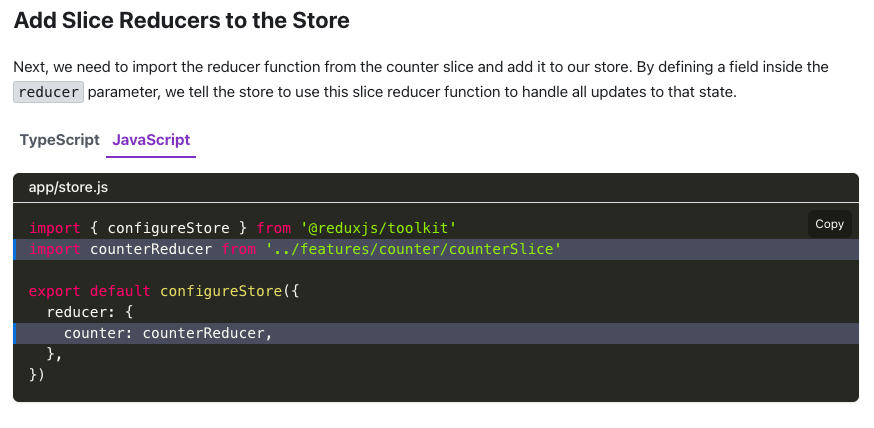 Add Slice Reducers to the Store
Next, we need to import the reducer function from the counter slice and add it to our store. By defining a field inside the
reducer parameter, we tell the store to use this slice reducer function to handle all updates to that state.
TypeScript JavaScript
app/store.js
Copy
import { configureStore } from '@reduxjs/toolkit'
import counterReducer from '../features/counter/counterSlice'

export default configureStore({
  reducer: {
    counter: counterReducer,
  },
})